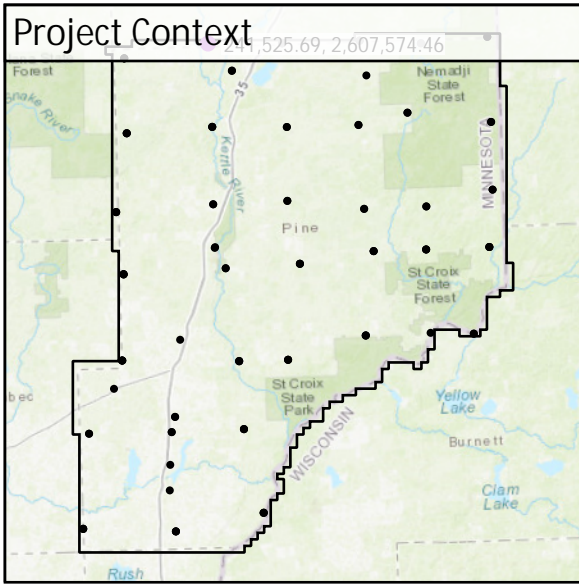 Project Context
241,525.69, 2,607,574.46
Forest
Snake River
35
Nemadji
State
Forest
Kettle River
MINNESOTA
Pine
St Croix
State
Forest
St Croix
State
Park
WISCONSIN
Yellow
Lake
bec
Burnett
Clam
Lake
Rush